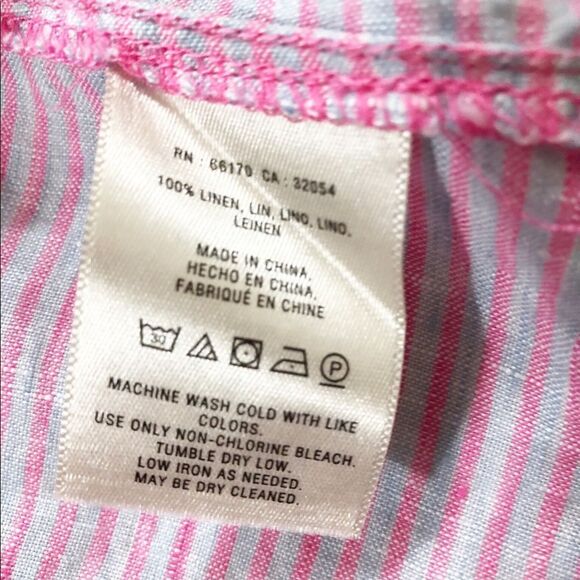 RN : 66170 CA : 32054
100% LINEN, LIN, LINO, LINO,
LEINEN
MADE IN CHINA.
HECHO EN CHINA.
FABRIQUÉ EN CHINE
30 P
MACHINE WASH COLD WITH LIKE
COLORS.
USE ONLY NON-CHLORINE BLEACH.
TUMBLE DRY LOW.
LOW IRON AS NEEDED.
MAY BE DRY CLEANED.